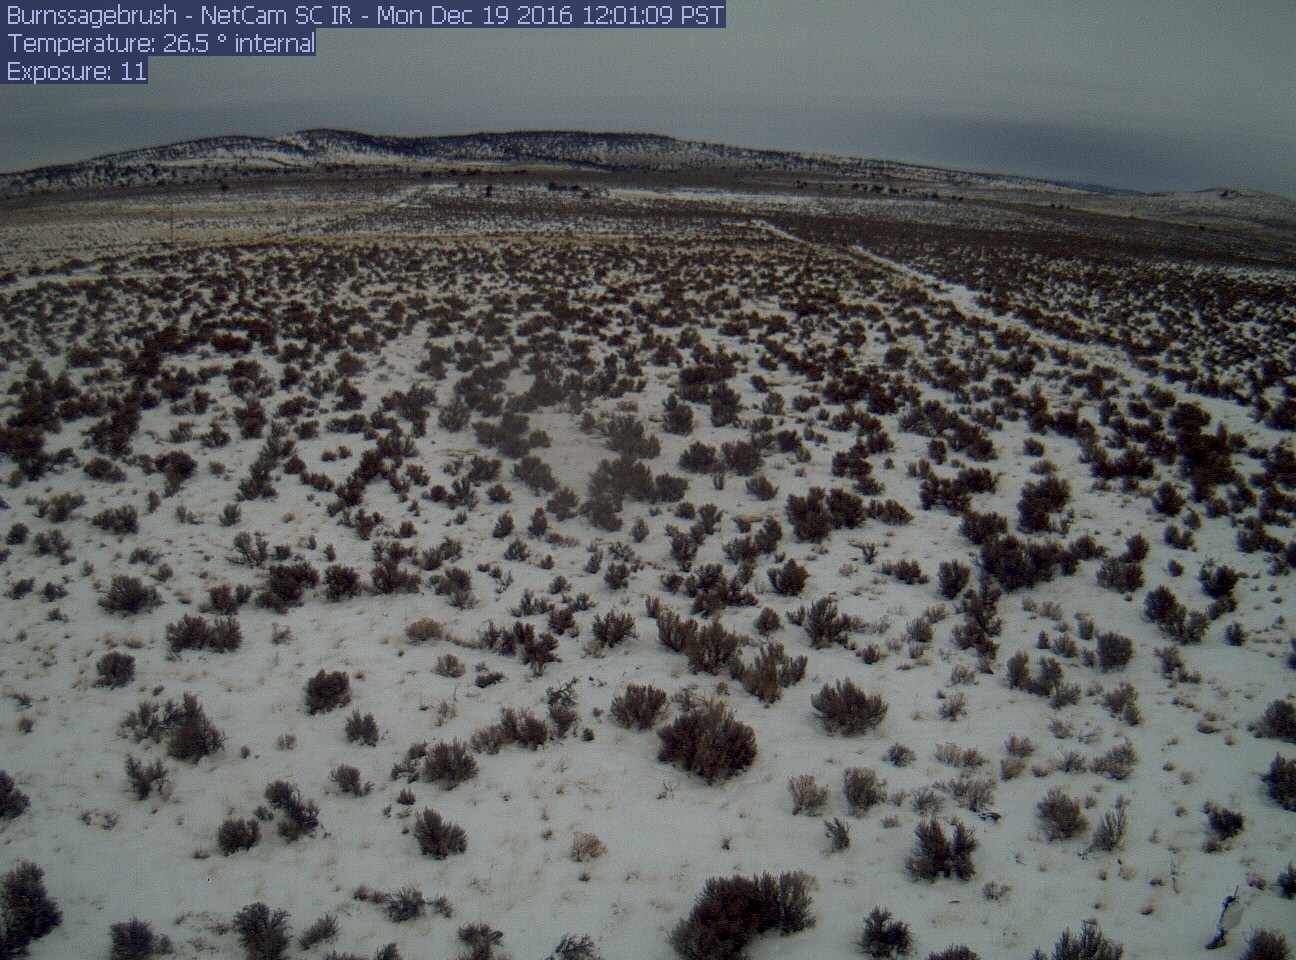 Burnssagebrush - NetCam SC IR - Mon Dec 19 2016 12:01:09 PST
Temperature: 26.5 ° internal
Exposure: 11